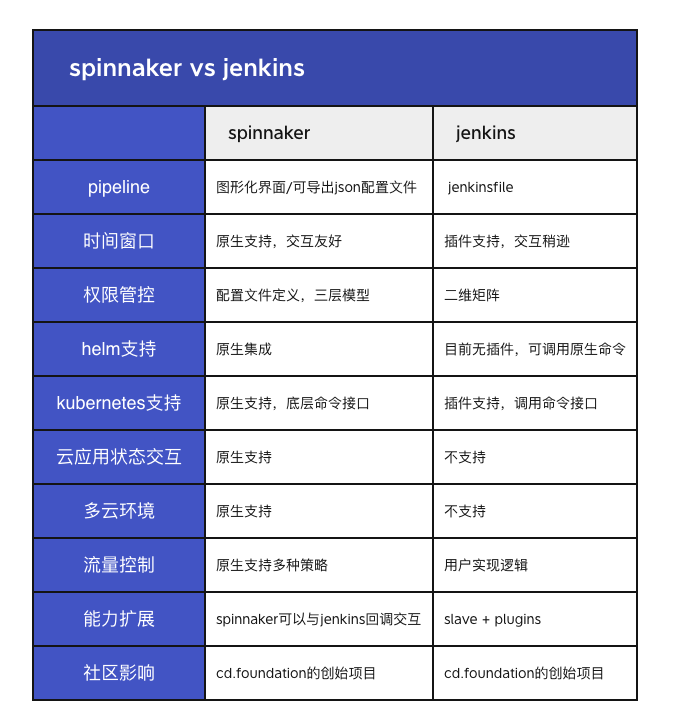 spinnaker vs jenkins
spinnaker jenkins
pipeline 图形化界面/可导出json配置文件 jenkinsfile
时间窗口 原生支持，交互友好 插件支持，交互稍逊
权限管控 配置文件定义，三层模型 二维矩阵
helm支持 原生集成 目前无插件，可调用原生命令
kubernetes支持 原生支持，底层命令接口 插件支持，调用命令接口
云应用状态交互 原生支持 不支持
多云环境 原生支持 不支持
流量控制 原生支持多种策略 用户实现逻辑
能力扩展 spinnaker可以与jenkins回调交互 slave + plugins
社区影响 cd.foundation的创始项目 cd.foundation的创始项目